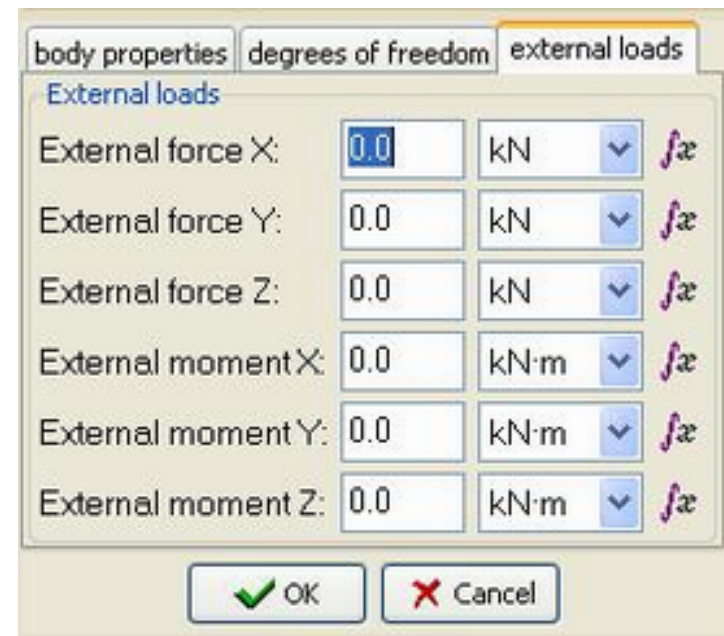 body properties degrees of freedom external loads
External loads
External force X: 0.0 kN ∫x
External force Y: 0.0 kN ∫x
External force Z: 0.0 kN ∫x
External moment X: 0.0 kN·m ∫x
External moment Y: 0.0 kN·m ∫x
External moment Z: 0.0 kN·m ∫x
OK Cancel